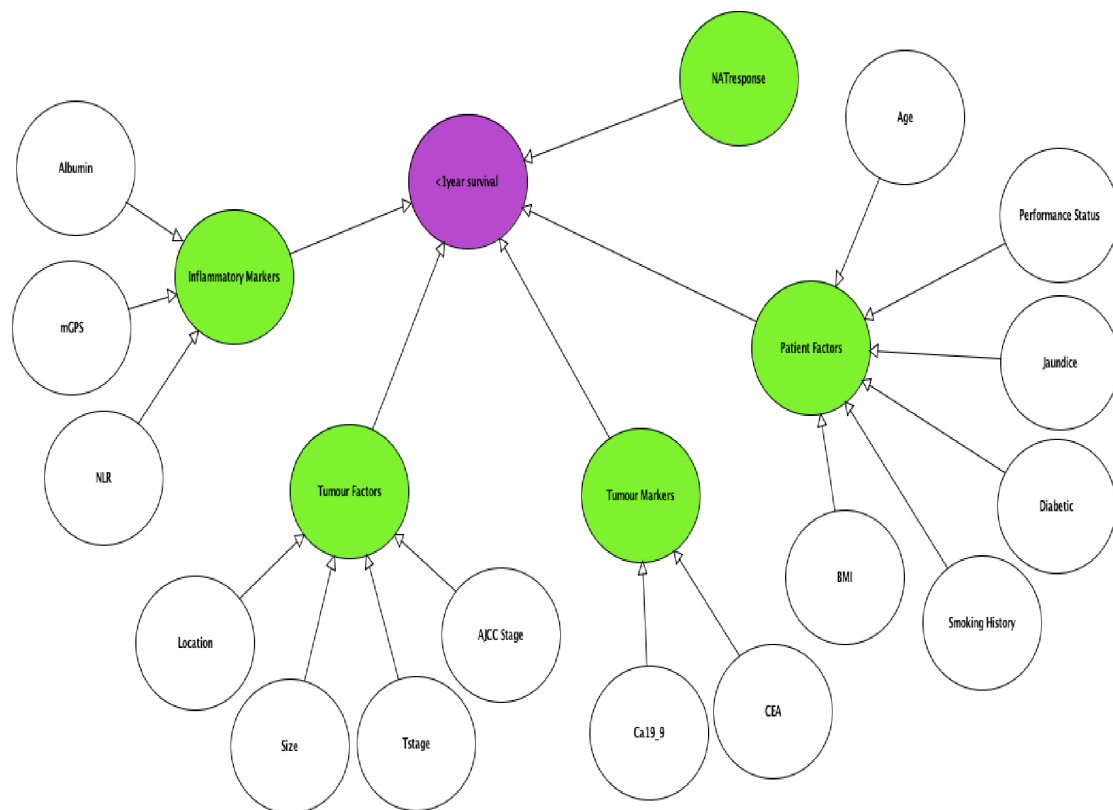 NATresponse
Age
Albumin
<1year survival
Performance Status
Inflammatory Markers
mGPS
Patient Factors
Jaundice
NLR
Tumour Factors
Tumour Markers
Diabetic
BMI
Smoking History
Location
AJCC Stage
Size
Tstage
Ca19_9
CEA